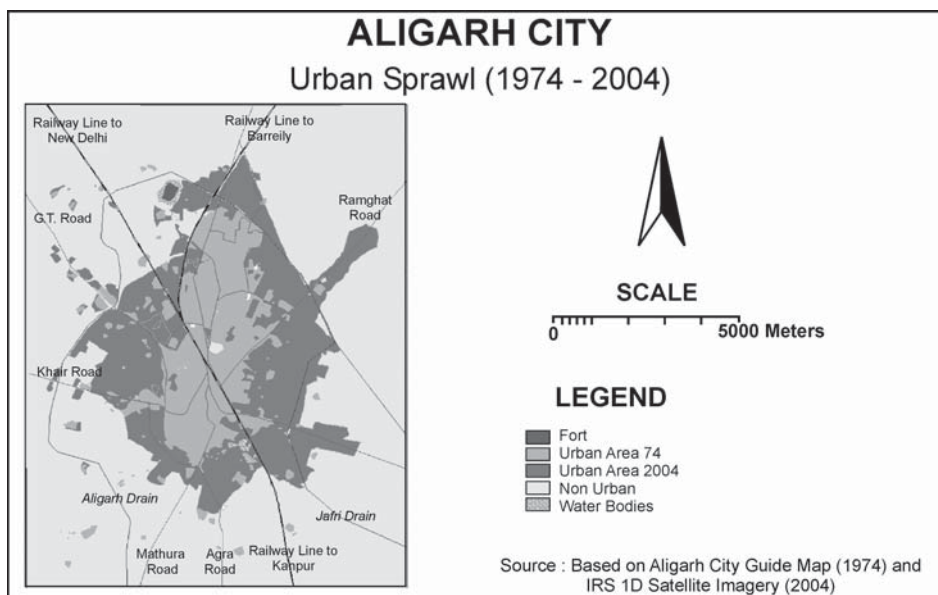 ALIGARH CITY
Urban Sprawl (1974 - 2004)
Railway Line to
New Delhi
Railway Line to
Barreily
Ramghat
Road
G.T. Road
Khair Road
Aligarh Drain
Jafri Drain
Mathura
Road
Agra
Road
Railway Line to
Kanpur
SCALE
0
5000 Meters
LEGEND
Fort
Urban Area 74
Urban Area 2004
Non Urban
Water Bodies
Source : Based on Aligarh City Guide Map (1974) and
IRS 1D Satellite Imagery (2004)